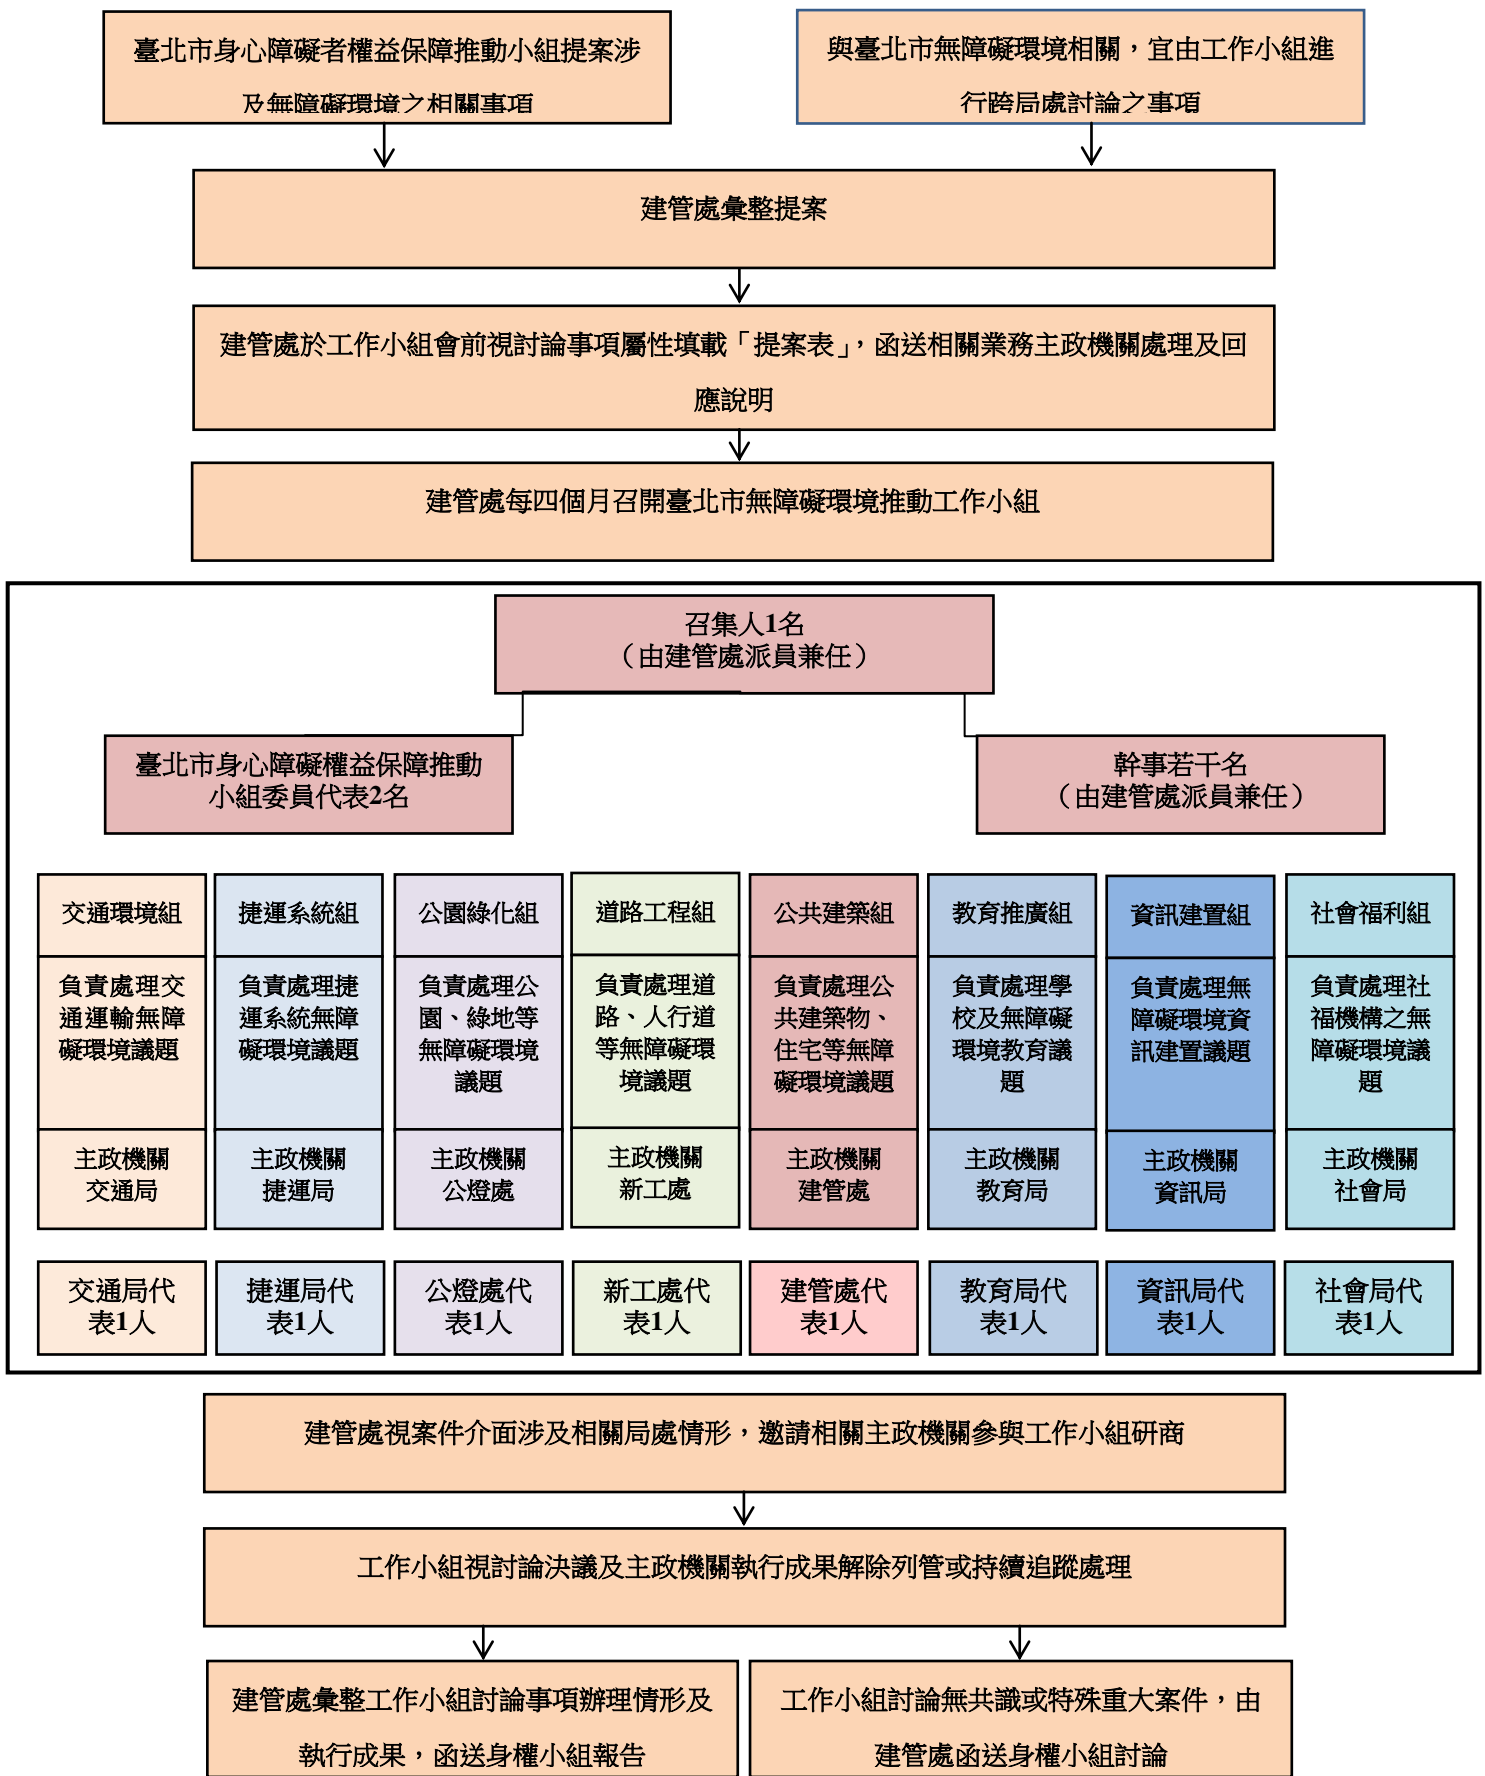 臺北市身心障礙者權益保障推動小組提案涉
及無障礙環境之相關事項
與臺北市無障礙環境相關，宜由工作小組進
行跨局處討論之事項
建管處彙整提案
建管處於工作小組會前視討論事項屬性填載「提案表」，函送相關業務主政機關處理及回
應說明
建管處每四個月召開臺北市無障礙環境推動工作小組
召集人1名
（由建管處派員兼任）
臺北市身心障礙權益保障推動
小組委員代表2名
幹事若干名
（由建管處派員兼任）
交通環境組
負責處理交
通運輸無障
礙環境議題
主政機關
交通局
捷運系統組
負責處理捷
運系統無障
礙環境議題
主政機關
捷運局
公園綠化組
負責處理公
園、綠地等
無障礙環境
議題
主政機關
公燈處
道路工程組
負責處理道
路、人行道
等無障礙環
境議題
主政機關
新工處
公共建築組
負責處理公
共建築物、
住宅等無障
礙環境議題
主政機關
建管處
教育推廣組
負責處理學
校及無障礙
環境教育議
題
主政機關
教育局
資訊建置組
負責處理無
障礙環境資
訊建置議題
主政機關
資訊局
社會福利組
負責處理社
福機構之無
障礙環境議
題
主政機關
社會局
交通局代
表1人
捷運局代
表1人
公燈處代
表1人
新工處代
表1人
建管處代
表1人
教育局代
表1人
資訊局代
表1人
社會局代
表1人
建管處視案件介面涉及相關局處情形，邀請相關主政機關參與工作小組研商
工作小組視討論決議及主政機關執行成果解除列管或持續追蹤處理
建管處彙整工作小組討論事項辦理情形及
執行成果，函送身權小組報告
工作小組討論無共識或特殊重大案件，由
建管處函送身權小組討論